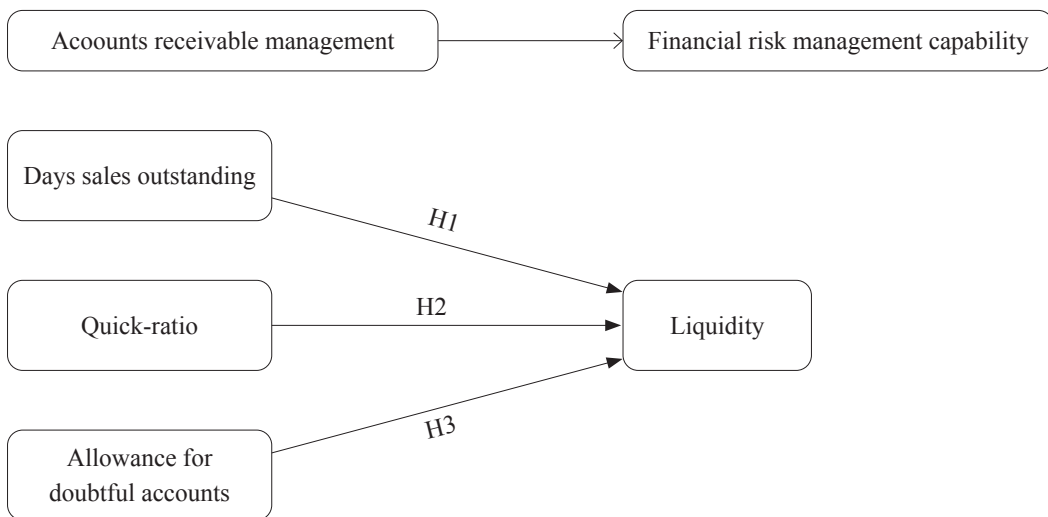 Acoounts receivable management
Financial risk management capability
Days sales outstanding
H1
Quick-ratio
H2
Liquidity
H3
Allowance for
doubtful accounts